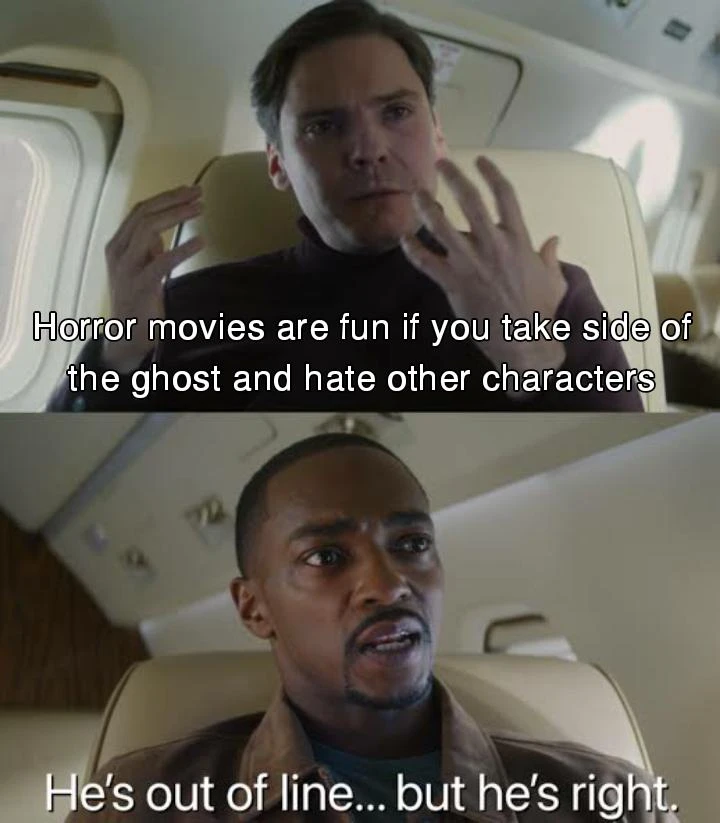 Horror movies are fun if you take side of
the ghost and hate other characters
He's out of line... but he's right.